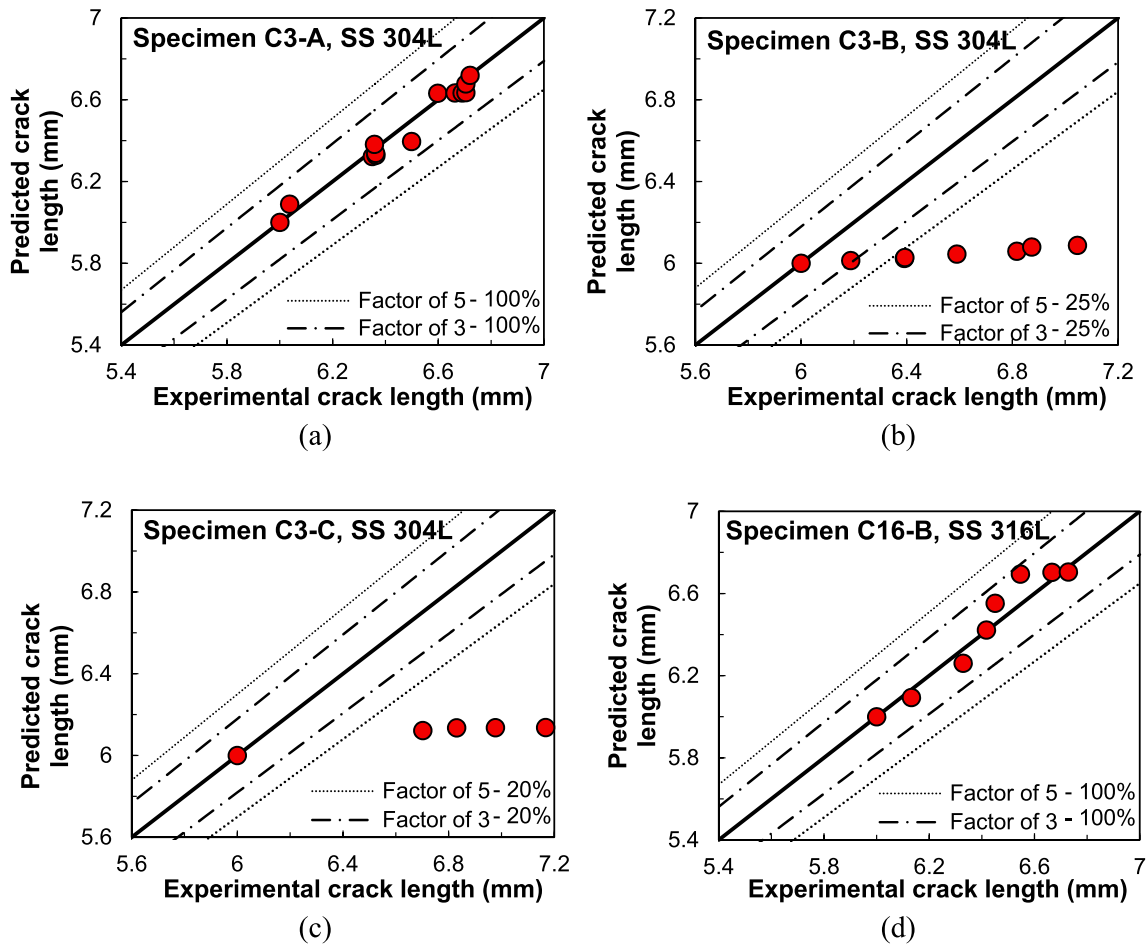 Specimen C3-A, SS 304L
Predicted crack
length (mm)
7
6.6
6.2
5.8
5.4
Factor of 5 - 100%
Factor of 3 - 100%
5.4 5.8 6.2 6.6 7
Experimental crack length (mm)
(a)
Specimen C3-B, SS 304L
Predicted crack
length (mm)
7.2
6.8
6.4
6
5.6
Factor of 5 - 25%
Factor of 3 - 25%
5.6 6 6.4 6.8 7.2
Experimental crack length (mm)
(b)
Specimen C3-C, SS 304L
Predicted crack
length (mm)
7.2
6.8
6.4
6
5.6
Factor of 5 - 20%
Factor of 3 - 20%
5.6 6 6.4 6.8 7.2
Experimental crack length (mm)
(c)
Specimen C16-B, SS 316L
Predicted crack
length (mm)
7
6.6
6.2
5.8
5.4
Factor of 5 - 100%
Factor of 3 - 100%
5.4 5.8 6.2 6.6 7
Experimental crack length (mm)
(d)